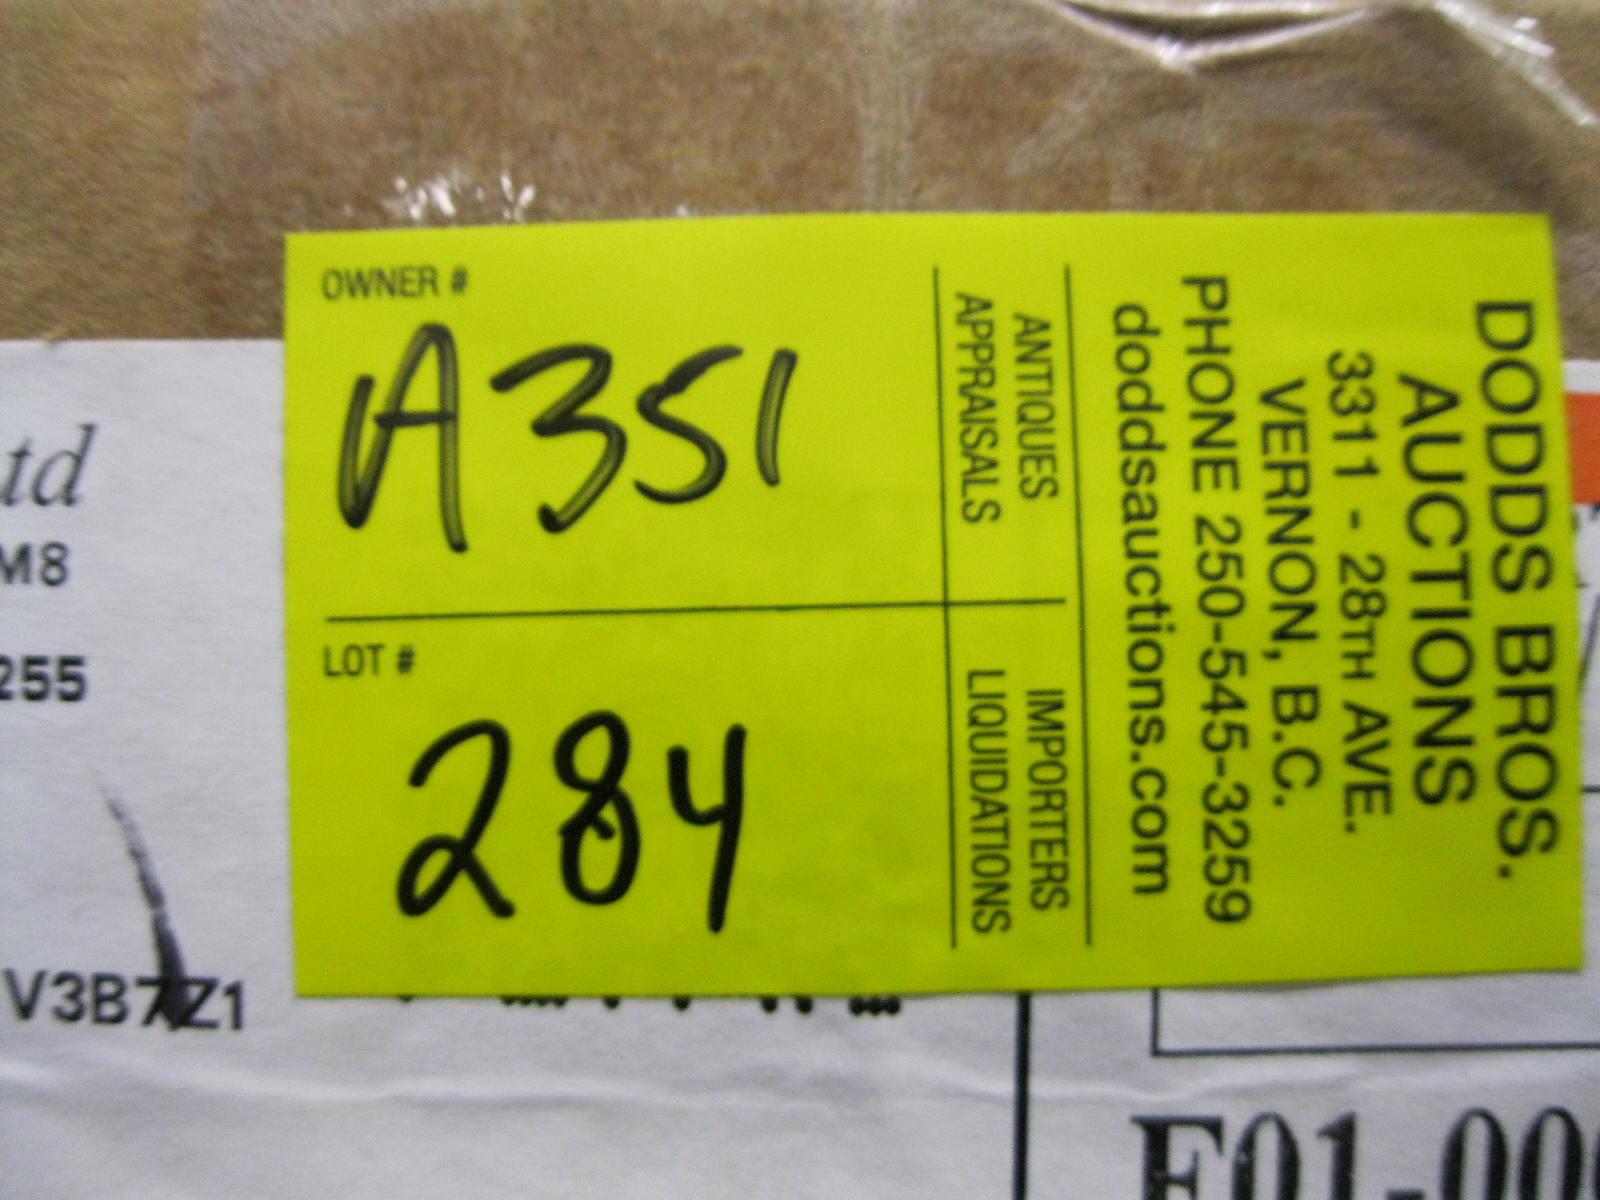 OWNER #
A351
LOT #
284
ANTIQUES
APPRAISALS
IMPORTERS
LIQUIDATIONS
DODDS BROS.
AUCTIONS
3311 - 28TH AVE.
VERNON, B.C.
PHONE 250-545-3259
doddsauctions.com
td
M8
255
V3B7Z1